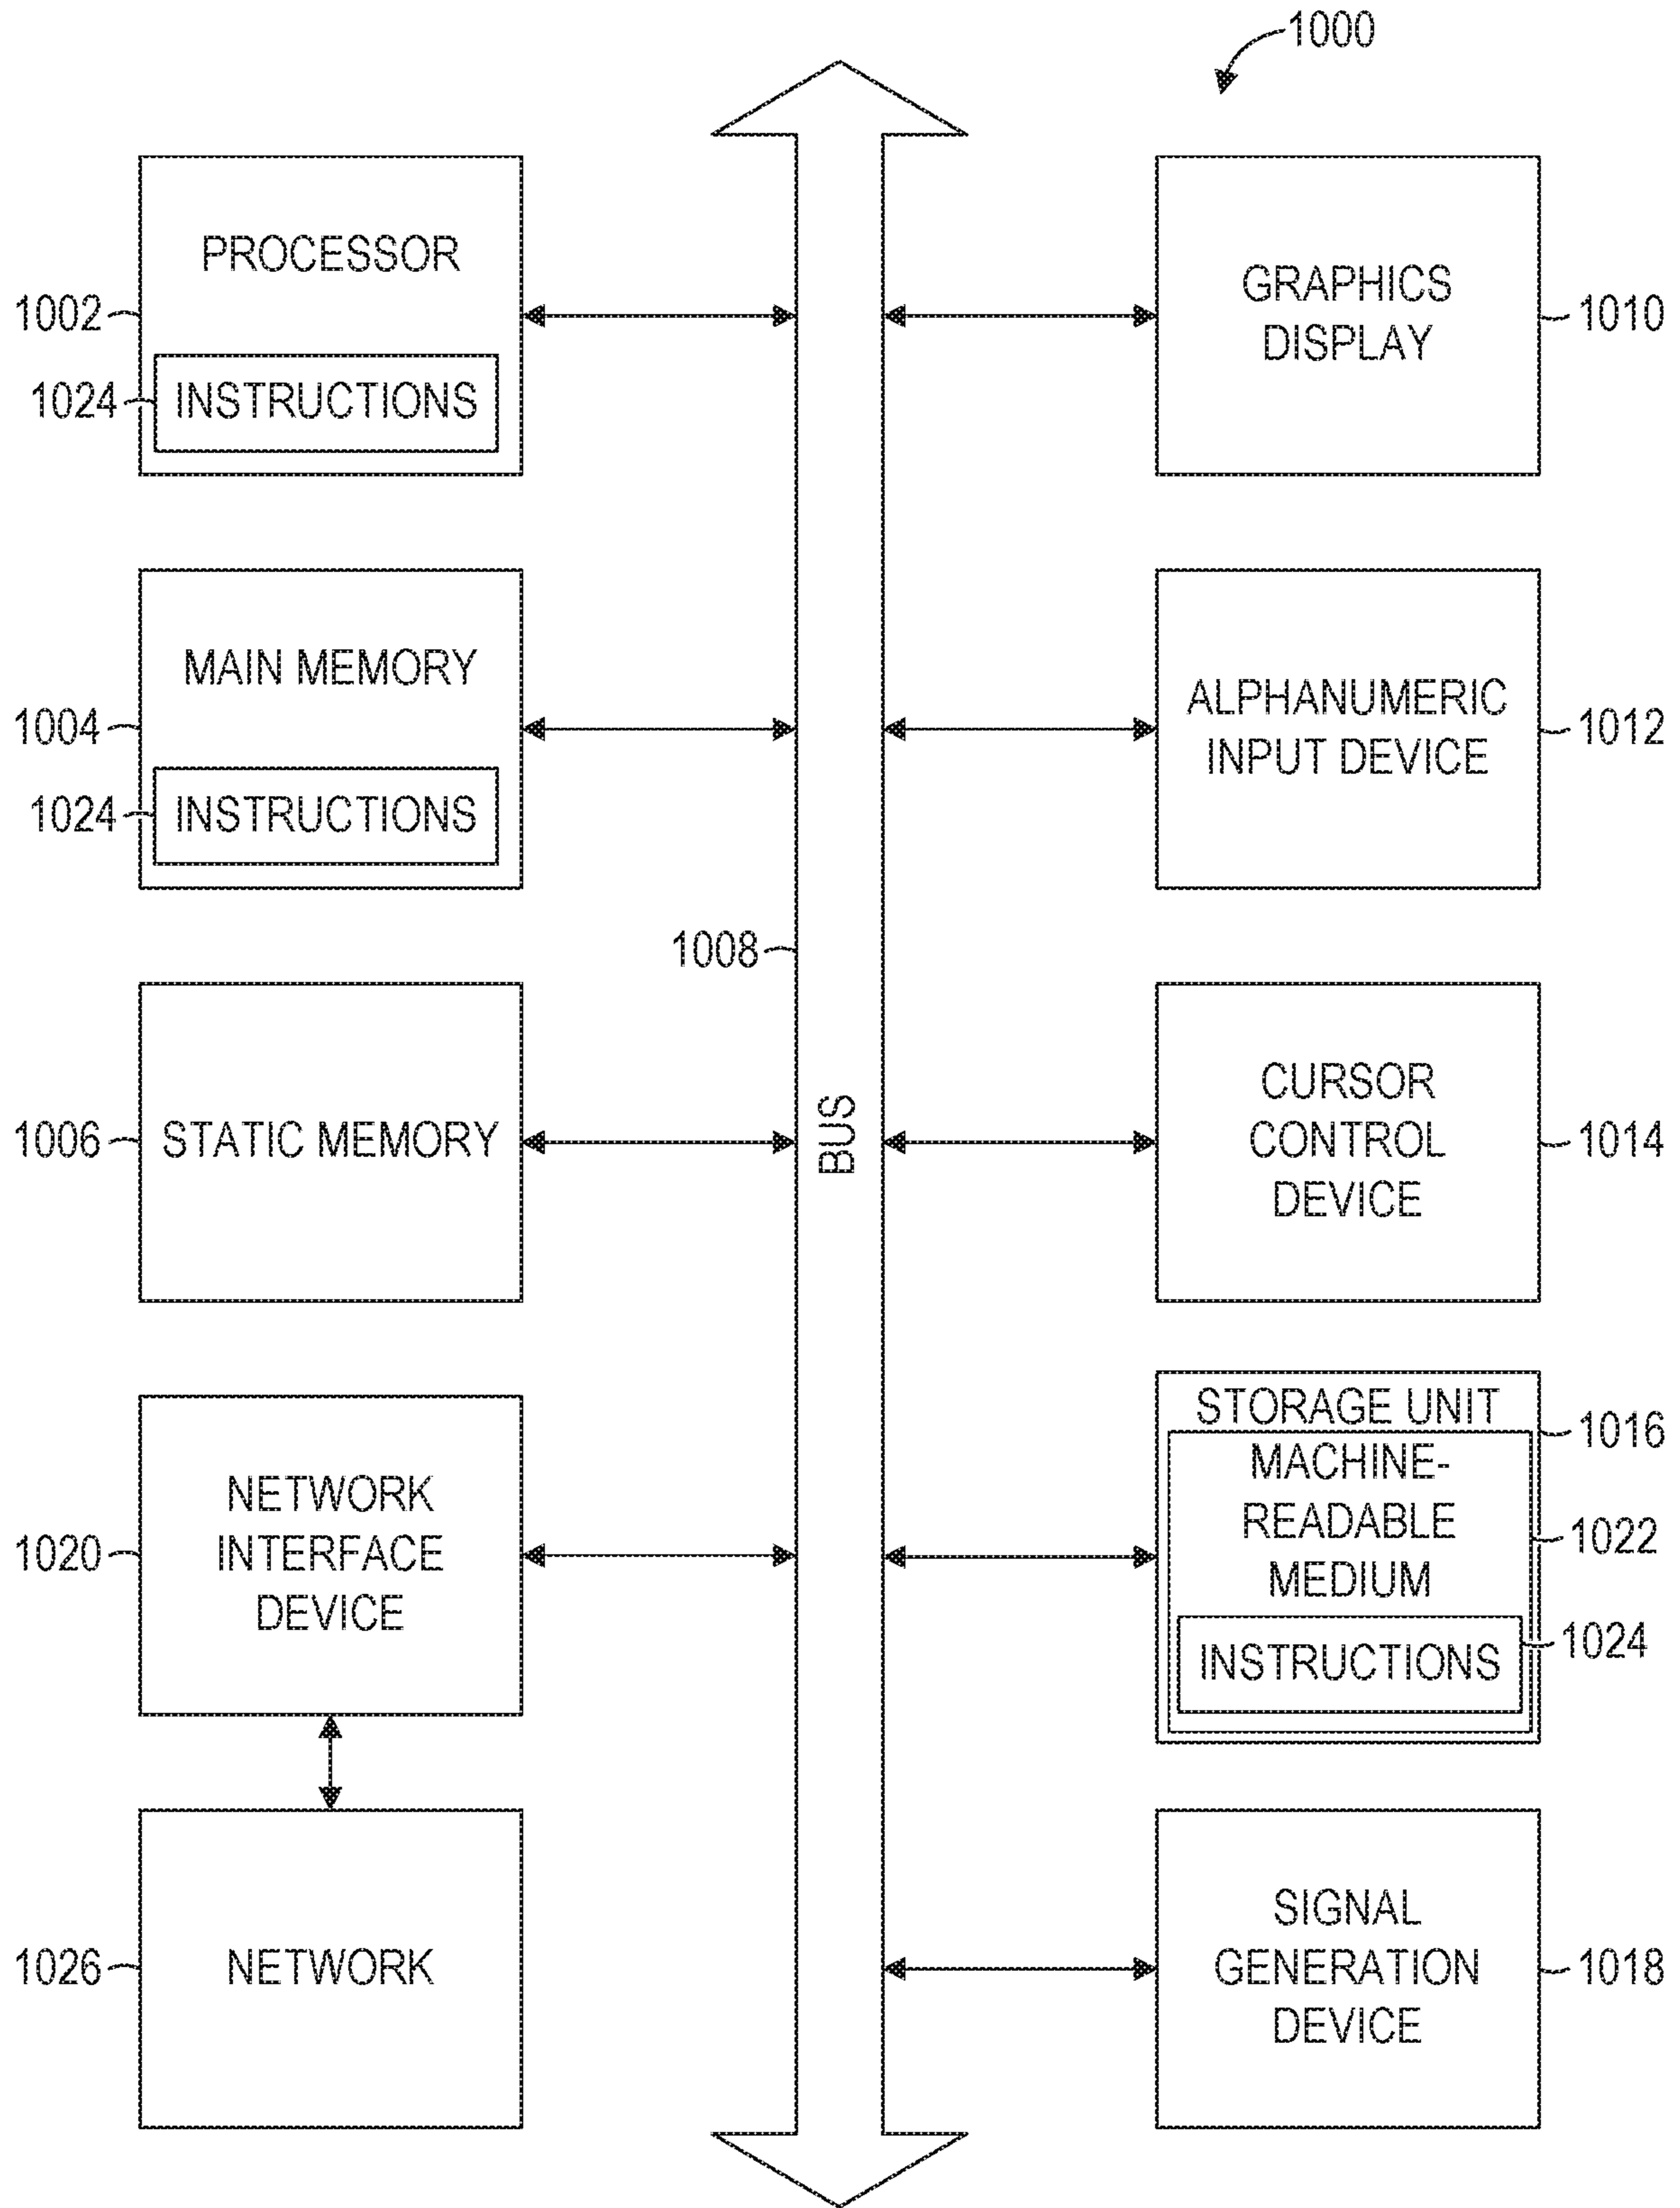 1000
PROCESSOR
1002
1024
INSTRUCTIONS
GRAPHICS
DISPLAY
1010
MAIN MEMORY
1004
1024
INSTRUCTIONS
ALPHANUMERIC
INPUT DEVICE
1012
1008
BUS
STATIC MEMORY
1006
CURSOR
CONTROL
DEVICE
1014
NETWORK
INTERFACE
DEVICE
1020
STORAGE UNIT
1016
MACHINE-
READABLE
MEDIUM
1022
INSTRUCTIONS
1024
NETWORK
1026
SIGNAL
GENERATION
DEVICE
1018